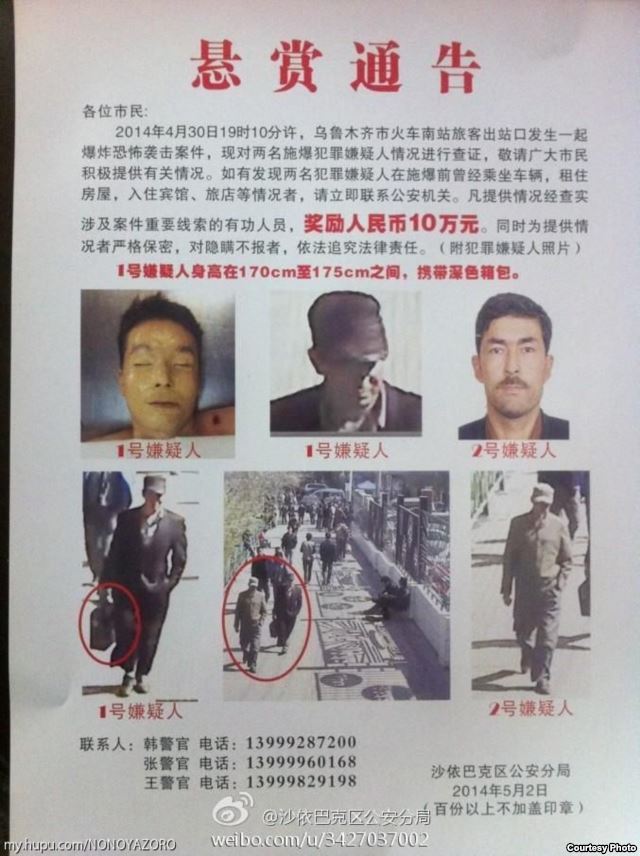 悬赏通告
各位市民:
2014年4月30日19时10分许，乌鲁木齐市火车南站旅客出站口发生一起
爆炸恐怖袭击案件，现对两名施爆犯罪嫌疑人情况进行查证，敬请广大市民
积极提供有关情况。如有发现两名犯罪嫌疑人在施爆前曾经乘坐车辆，租住
房屋，入住宾馆、旅店等情况者，请立即联系公安机关。凡提供情况经查实
涉及案件重要线索的有功人员，奖励人民币10万元。同时为提供情
况者严格保密，对隐瞒不报者，依法追究法律责任。（附犯罪嫌疑人照片）
1号嫌疑人身高在170cm至175cm之间，携带深色箱包。
1号嫌疑人
1号嫌疑人
2号嫌疑人
1号嫌疑人
2号嫌疑人
联系人：韩警官 电话：13999287200
张警官 电话：13999960168
王警官 电话：13999829198
沙依巴克区公安分局
2014年5月2日
（百份以上不加盖印章）
@沙依巴克区公安分局
weibo.com/u/3427037002
my.hupu.com/NONOYAZORO
Courtesy Photo